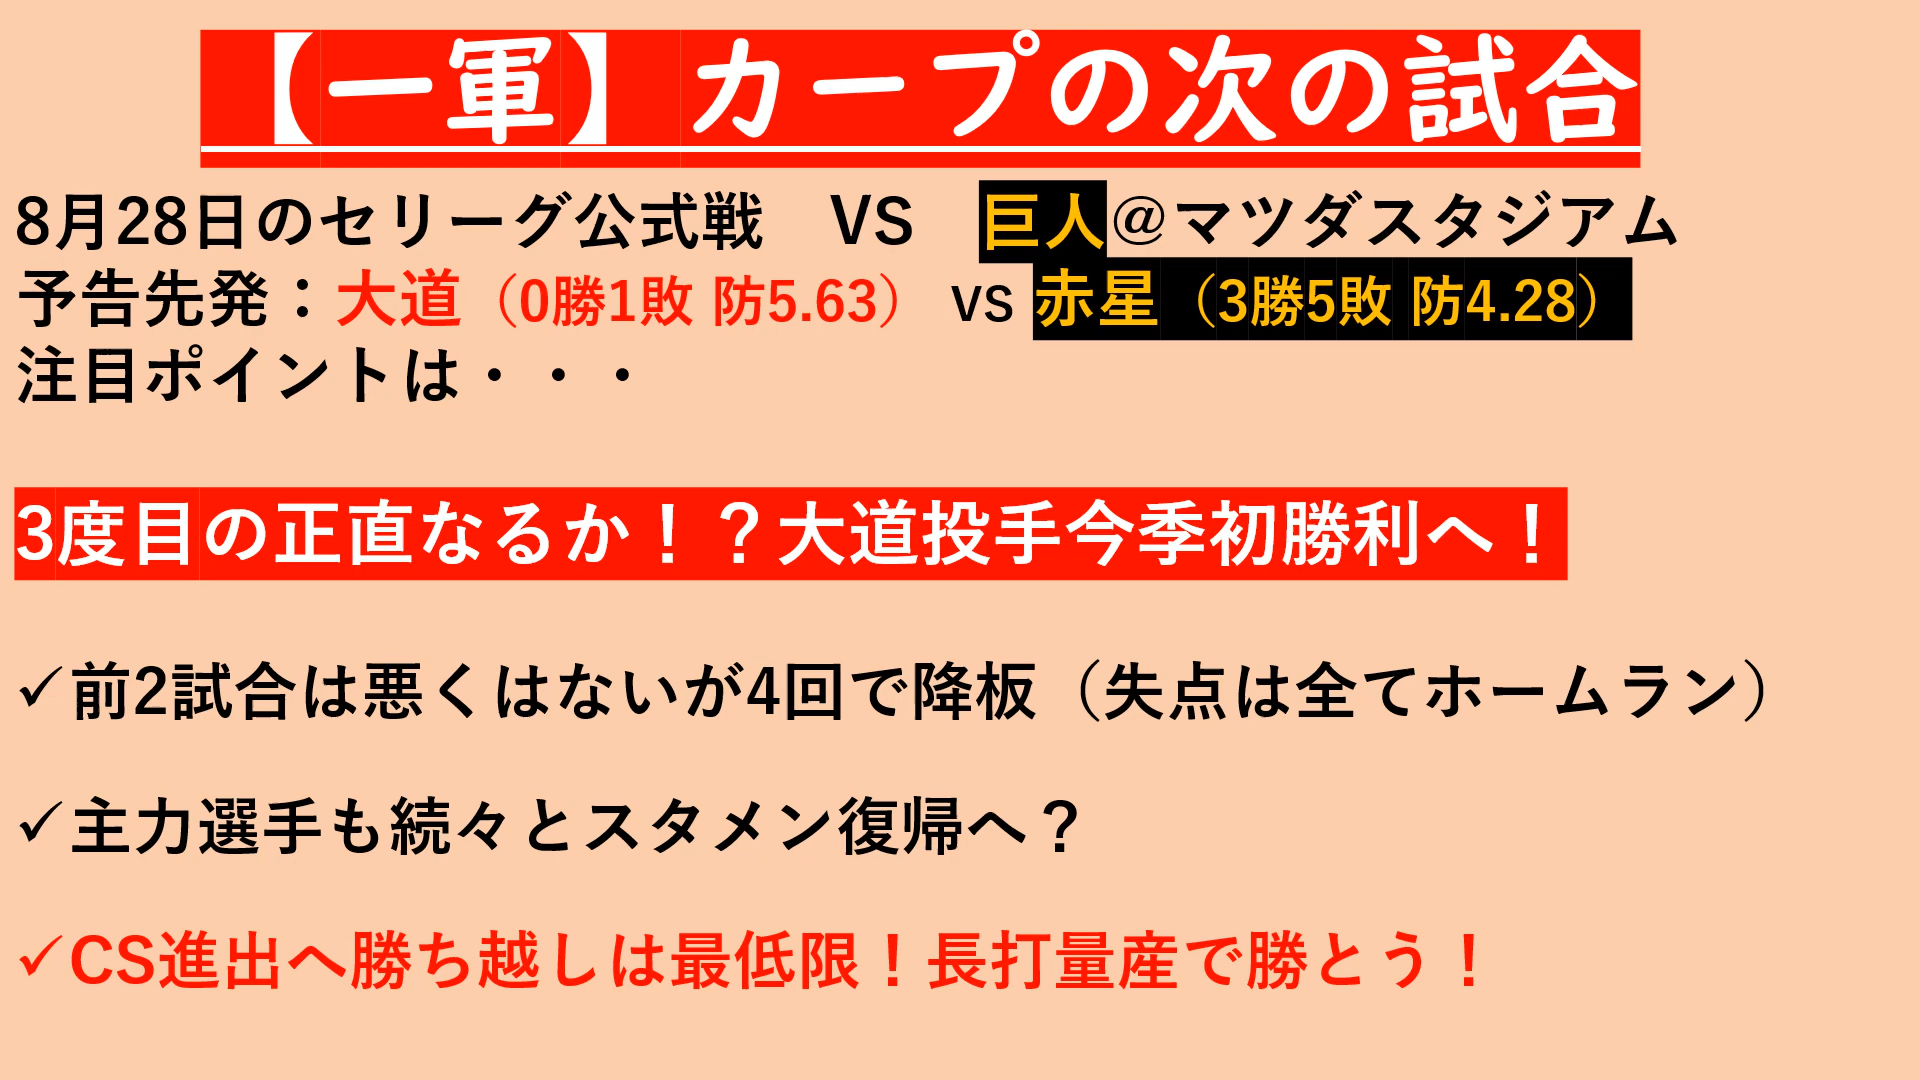 【一軍】カープの次の試合
8月28日のセリーグ公式戦　VS　巨人@マツダスタジアム
予告先発：大道（0勝1敗 防5.63） VS 赤星（3勝5敗 防4.28）
注目ポイントは・・・
3度目の正直なるか！？大道投手今季初勝利へ！
✓前2試合は悪くはないが4回で降板（失点は全てホームラン）
✓主力選手も続々とスタメン復帰へ？
✓CS進出へ勝ち越しは最低限！長打量産で勝とう！